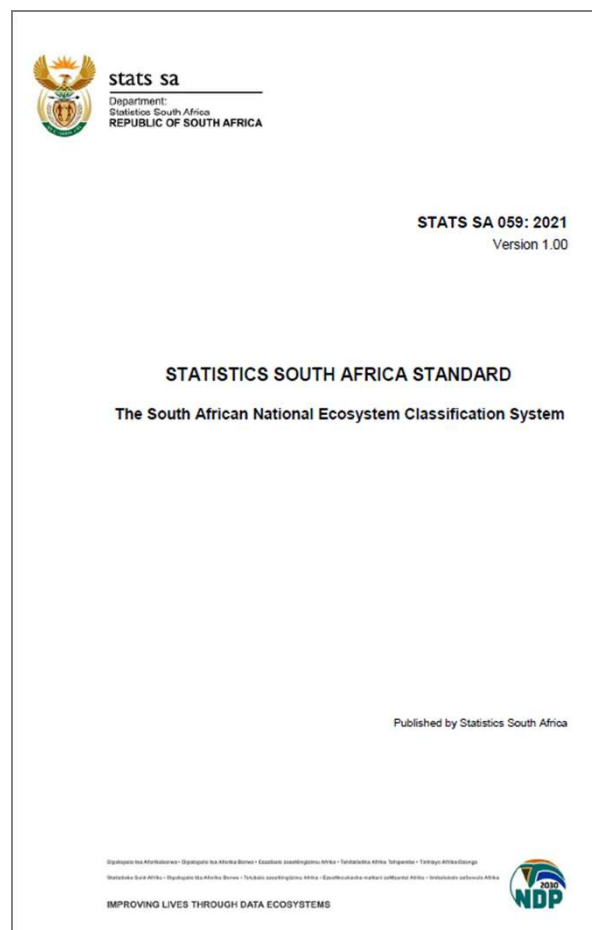 stats sa
Department:
Statistics South Africa
REPUBLIC OF SOUTH AFRICA
STATS SA 059: 2021
Version 1.00
STATISTICS SOUTH AFRICA STANDARD
The South African National Ecosystem Classification System
Published by Statistics South Africa
IMPROVING LIVES THROUGH DATA ECOSYSTEMS
2030
NDP